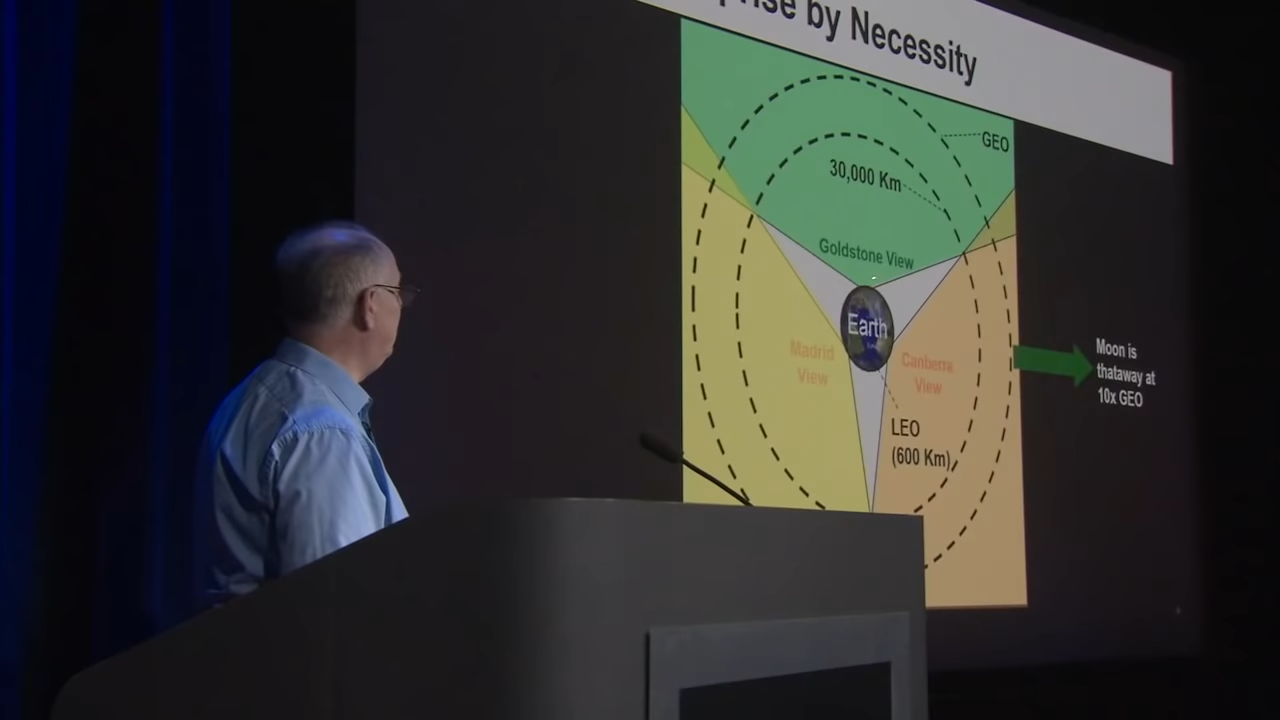 by Necessity
GEO
30,000 Km
Goldstone View
Earth
Madrid
View
Canberra
View
Moon is
thataway at
10x GEO
LEO
(600 Km)